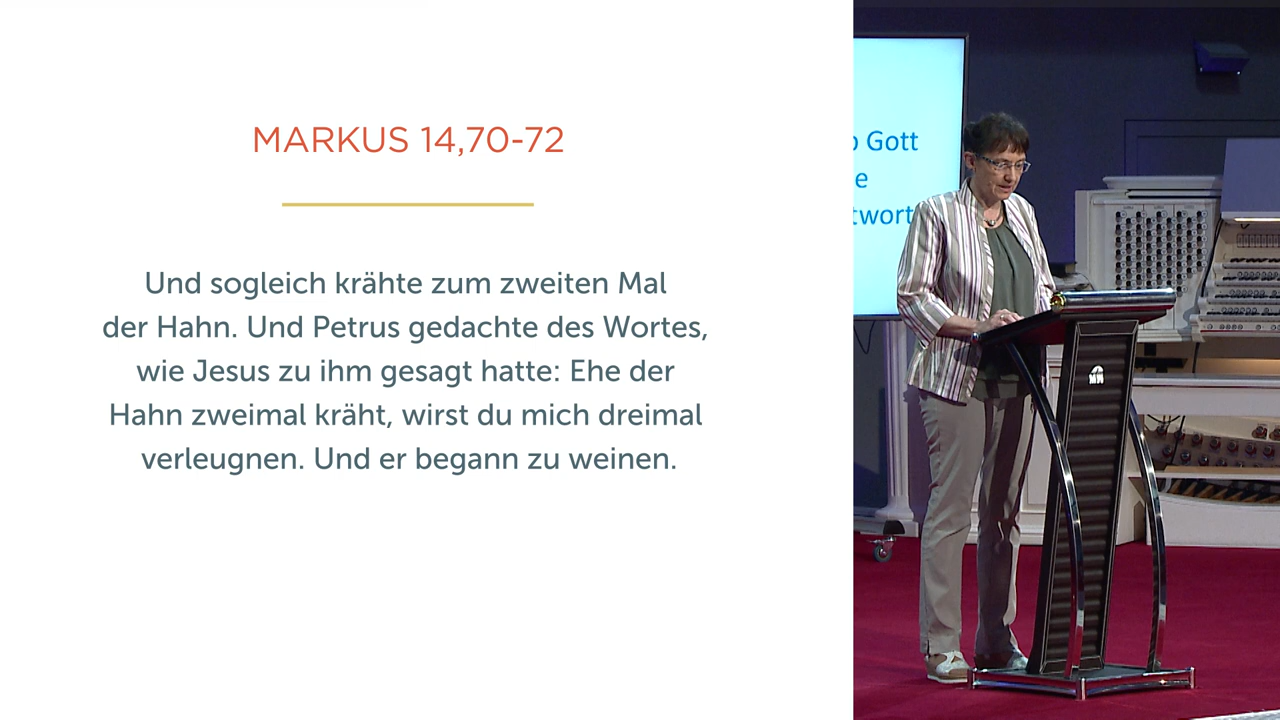 MARKUS 14,70-72
Und sogleich krähte zum zweiten Mal
der Hahn. Und Petrus gedachte des Wortes,
wie Jesus zu ihm gesagt hatte: Ehe der
Hahn zweimal kräht, wirst du mich dreimal
verleugnen. Und er begann zu weinen.
Gott